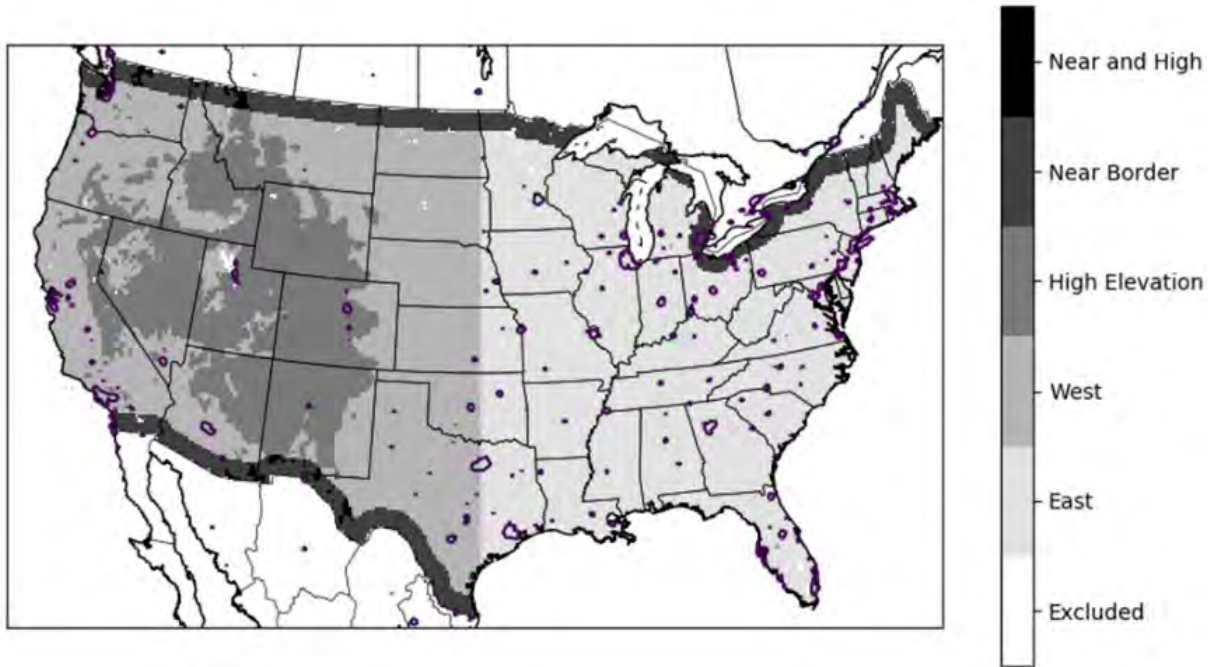 Near and High
Near Border
High Elevation
West
East
Excluded